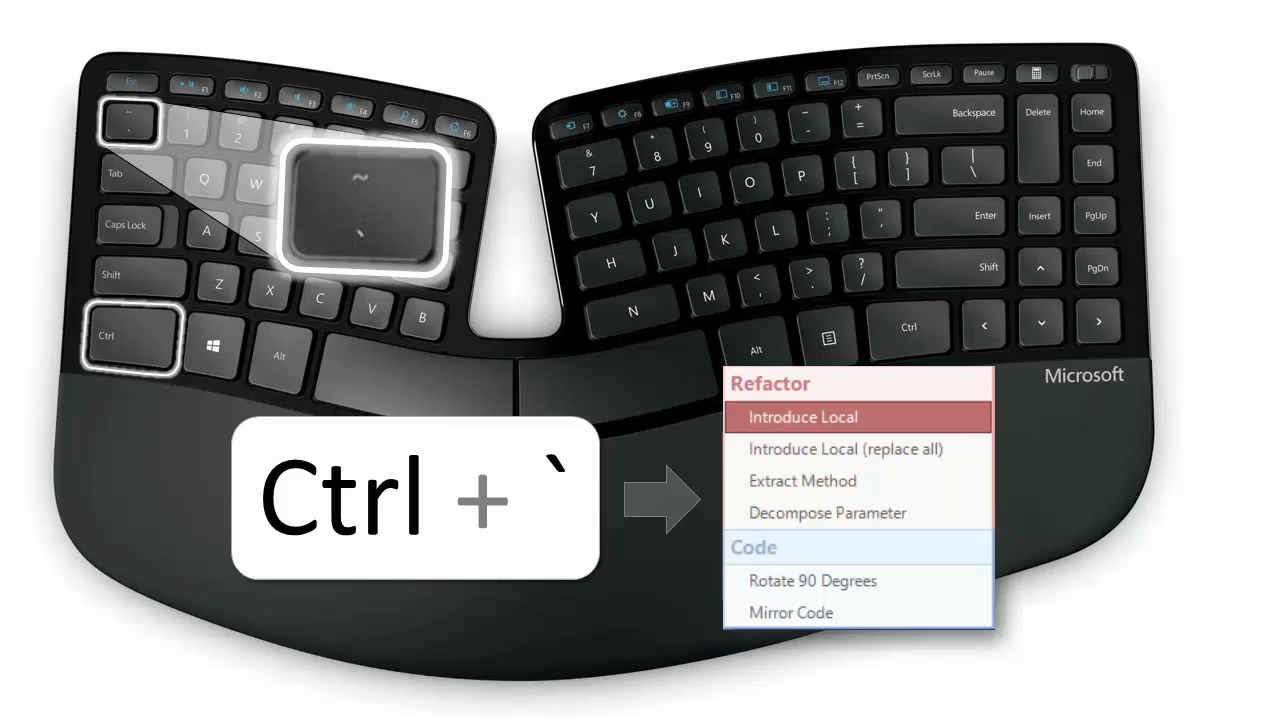 Esc F1 F2 F3 F4 F5 F6 F7 F8 F9 F10 F11 F12 PrtScn ScrLk Pause
~ ` 1 2 & 7 * 8 ( 9 ) 0 - + = Backspace Delete Home
Tab Q W Y U I O P { [ } ] | \ End
Caps Lock A S H J K L : ; " ' Enter Insert PgUp
Shift Z X C V B N M < , > . ? / Shift PgDn
Ctrl Alt Alt Ctrl
~
`
Microsoft
Ctrl + `
Refactor
Introduce Local
Introduce Local (replace all)
Extract Method
Decompose Parameter
Code
Rotate 90 Degrees
Mirror Code